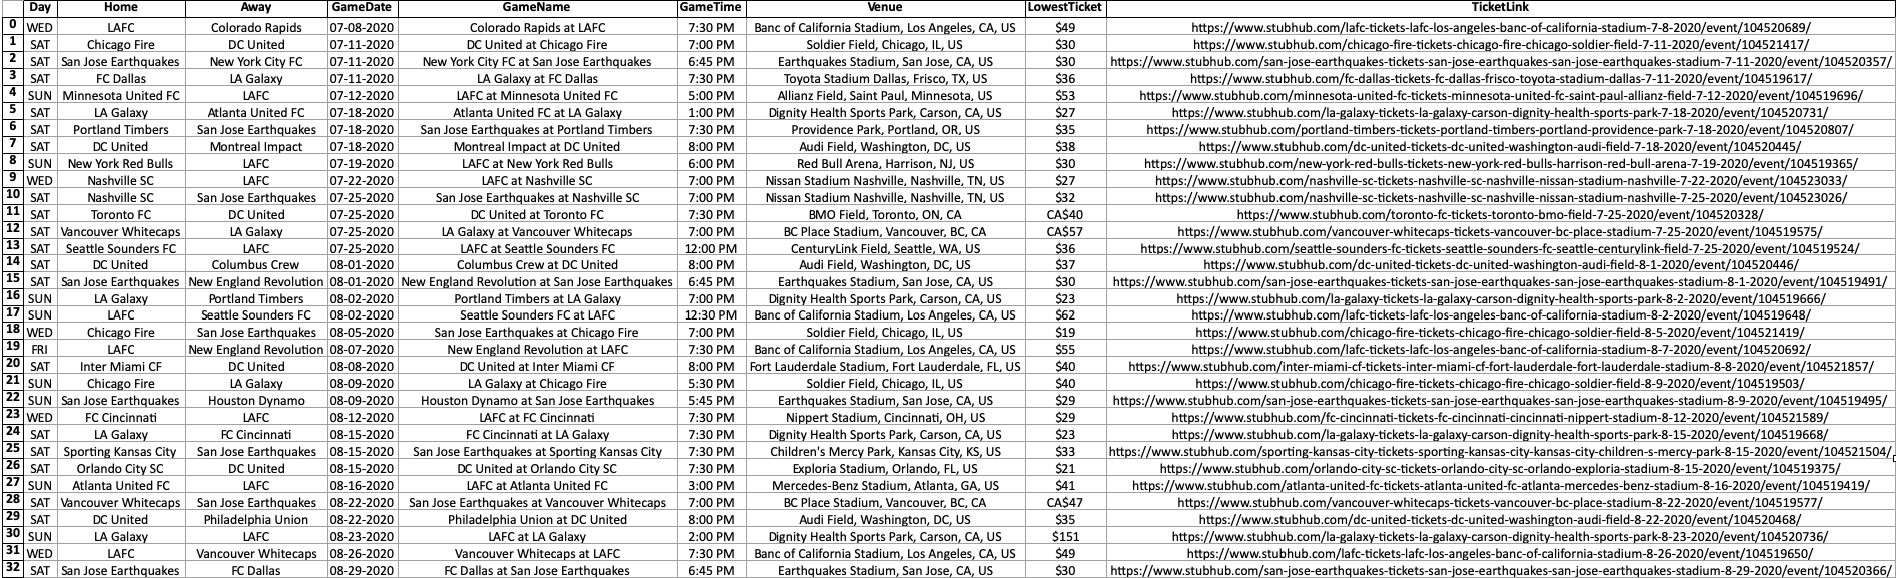 Day Home Away GameDate GameName GameTime Venue LowestTicket TicketLink
0 WED LAFC Colorado Rapids 07-08-2020 Colorado Rapids at LAFC 7:30 PM Banc of California Stadium, Los Angeles, CA, US $49 https://www.stubhub.com/lafc-tickets-lafc-los-angeles-banc-of-california-stadium-7-8-2020/event/104520689/
1 SAT Chicago Fire DC United 07-11-2020 DC United at Chicago Fire 7:00 PM Soldier Field, Chicago, IL, US $30 https://www.stubhub.com/chicago-fire-tickets-chicago-fire-chicago-soldier-field-7-11-2020/event/104521417/
2 SAT San Jose Earthquakes New York City FC 07-11-2020 New York City FC at San Jose Earthquakes 6:45 PM Earthquakes Stadium, San Jose, CA, US $30 https://www.stubhub.com/san-jose-earthquakes-tickets-san-jose-earthquakes-san-jose-earthquakes-stadium-7-11-2020/event/104520357/
3 SAT FC Dallas LA Galaxy 07-11-2020 LA Galaxy at FC Dallas 7:30 PM Toyota Stadium Dallas, Frisco, TX, US $36 https://www.stubhub.com/fc-dallas-tickets-fc-dallas-frisco-toyota-stadium-dallas-7-11-2020/event/104519617/
4 SUN Minnesota United FC LAFC 07-12-2020 LAFC at Minnesota United FC 5:00 PM Allianz Field, Saint Paul, Minnesota, US $53 https://www.stubhub.com/minnesota-united-fc-tickets-minnesota-united-fc-saint-paul-allianz-field-7-12-2020/event/104519696/
5 SAT LA Galaxy Atlanta United FC 07-18-2020 Atlanta United FC at LA Galaxy 1:00 PM Dignity Health Sports Park, Carson, CA, US $27 https://www.stubhub.com/la-galaxy-tickets-la-galaxy-carson-dignity-health-sports-park-7-18-2020/event/104520731/
6 SAT Portland Timbers San Jose Earthquakes 07-18-2020 San Jose Earthquakes at Portland Timbers 7:30 PM Providence Park, Portland, OR, US $35 https://www.stubhub.com/portland-timbers-tickets-portland-timbers-portland-providence-park-7-18-2020/event/104520807/
7 SAT DC United Montreal Impact 07-18-2020 Montreal Impact at DC United 8:00 PM Audi Field, Washington, DC, US $38 https://www.stubhub.com/dc-united-tickets-dc-united-washington-audi-field-7-18-2020/event/104520445/
8 SUN New York Red Bulls LAFC 07-19-2020 LAFC at New York Red Bulls 6:00 PM Red Bull Arena, Harrison, NJ, US $30 https://www.stubhub.com/new-york-red-bulls-tickets-new-york-red-bulls-harrison-red-bull-arena-7-19-2020/event/104519365/
9 WED Nashville SC LAFC 07-22-2020 LAFC at Nashville SC 7:00 PM Nissan Stadium Nashville, Nashville, TN, US $27 https://www.stubhub.com/nashville-sc-tickets-nashville-sc-nashville-nissan-stadium-nashville-7-22-2020/event/104523033/
10 SAT Nashville SC San Jose Earthquakes 07-25-2020 San Jose Earthquakes at Nashville SC 7:00 PM Nissan Stadium Nashville, Nashville, TN, US $32 https://www.stubhub.com/nashville-sc-tickets-nashville-sc-nashville-nissan-stadium-nashville-7-25-2020/event/104523026/
11 SAT Toronto FC DC United 07-25-2020 DC United at Toronto FC 7:30 PM BMO Field, Toronto, ON, CA CA$40 https://www.stubhub.com/toronto-fc-tickets-toronto-bmo-field-7-25-2020/event/104520328/
12 SAT Vancouver Whitecaps LA Galaxy 07-25-2020 LA Galaxy at Vancouver Whitecaps 7:00 PM BC Place Stadium, Vancouver, BC, CA CA$57 https://www.stubhub.com/vancouver-whitecaps-tickets-vancouver-bc-place-stadium-7-25-2020/event/104519575/
13 SAT Seattle Sounders FC LAFC 07-25-2020 LAFC at Seattle Sounders FC 12:00 PM CenturyLink Field, Seattle, WA, US $36 https://www.stubhub.com/seattle-sounders-fc-tickets-seattle-sounders-fc-seattle-centurylink-field-7-25-2020/event/104519524/
14 SAT DC United Columbus Crew 08-01-2020 Columbus Crew at DC United 8:00 PM Audi Field, Washington, DC, US $37 https://www.stubhub.com/dc-united-tickets-dc-united-washington-audi-field-8-1-2020/event/104520446/
15 SAT San Jose Earthquakes New England Revolution 08-01-2020 New England Revolution at San Jose Earthquakes 6:45 PM Earthquakes Stadium, San Jose, CA, US $30 https://www.stubhub.com/san-jose-earthquakes-tickets-san-jose-earthquakes-san-jose-earthquakes-stadium-8-1-2020/event/104519491/
16 SUN LA Galaxy Portland Timbers 08-02-2020 Portland Timbers at LA Galaxy 7:00 PM Dignity Health Sports Park, Carson, CA, US $23 https://www.stubhub.com/la-galaxy-tickets-la-galaxy-carson-dignity-health-sports-park-8-2-2020/event/104519666/
17 SUN LAFC Seattle Sounders FC 08-02-2020 Seattle Sounders FC at LAFC 12:30 PM Banc of California Stadium, Los Angeles, CA, US $62 https://www.stubhub.com/lafc-tickets-lafc-los-angeles-banc-of-california-stadium-8-2-2020/event/104519648/
18 WED Chicago Fire San Jose Earthquakes 08-05-2020 San Jose Earthquakes at Chicago Fire 7:00 PM Soldier Field, Chicago, IL, US $19 https://www.stubhub.com/chicago-fire-tickets-chicago-fire-chicago-soldier-field-8-5-2020/event/104521419/
19 FRI LAFC New England Revolution 08-07-2020 New England Revolution at LAFC 7:30 PM Banc of California Stadium, Los Angeles, CA, US $55 https://www.stubhub.com/lafc-tickets-lafc-los-angeles-banc-of-california-stadium-8-7-2020/event/104520692/
20 SAT Inter Miami CF DC United 08-08-2020 DC United at Inter Miami CF 8:00 PM Fort Lauderdale Stadium, Fort Lauderdale, FL, US $40 https://www.stubhub.com/inter-miami-cf-tickets-inter-miami-cf-fort-lauderdale-fort-lauderdale-stadium-8-8-2020/event/104521857/
21 SUN Chicago Fire LA Galaxy 08-09-2020 LA Galaxy at Chicago Fire 5:30 PM Soldier Field, Chicago, IL, US $40 https://www.stubhub.com/chicago-fire-tickets-chicago-fire-chicago-soldier-field-8-9-2020/event/104519503/
22 SUN San Jose Earthquakes Houston Dynamo 08-09-2020 Houston Dynamo at San Jose Earthquakes 5:45 PM Earthquakes Stadium, San Jose, CA, US $29 https://www.stubhub.com/san-jose-earthquakes-tickets-san-jose-earthquakes-san-jose-earthquakes-stadium-8-9-2020/event/104519495/
23 WED FC Cincinnati LAFC 08-12-2020 LAFC at FC Cincinnati 7:30 PM Nippert Stadium, Cincinnati, OH, US $29 https://www.stubhub.com/fc-cincinnati-tickets-fc-cincinnati-cincinnati-nippert-stadium-8-12-2020/event/104521589/
24 SAT LA Galaxy FC Cincinnati 08-15-2020 FC Cincinnati at LA Galaxy 7:30 PM Dignity Health Sports Park, Carson, CA, US $23 https://www.stubhub.com/la-galaxy-tickets-la-galaxy-carson-dignity-health-sports-park-8-15-2020/event/104519668/
25 SAT Sporting Kansas City San Jose Earthquakes 08-15-2020 San Jose Earthquakes at Sporting Kansas City 7:30 PM Children's Mercy Park, Kansas City, KS, US $33 https://www.stubhub.com/sporting-kansas-city-tickets-sporting-kansas-city-kansas-city-children-s-mercy-park-8-15-2020/event/104521504/
26 SAT Orlando City SC DC United 08-15-2020 DC United at Orlando City SC 7:30 PM Exploria Stadium, Orlando, FL, US $21 https://www.stubhub.com/orlando-city-sc-tickets-orlando-city-sc-orlando-exploria-stadium-8-15-2020/event/104519375/
27 SUN Atlanta United FC LAFC 08-16-2020 LAFC at Atlanta United FC 3:00 PM Mercedes-Benz Stadium, Atlanta, GA, US $41 https://www.stubhub.com/atlanta-united-fc-tickets-atlanta-united-fc-atlanta-mercedes-benz-stadium-8-16-2020/event/104519419/
28 SAT Vancouver Whitecaps San Jose Earthquakes 08-22-2020 San Jose Earthquakes at Vancouver Whitecaps 7:00 PM BC Place Stadium, Vancouver, BC, CA CA$47 https://www.stubhub.com/vancouver-whitecaps-tickets-vancouver-bc-place-stadium-8-22-2020/event/104519577/
29 SAT DC United Philadelphia Union 08-22-2020 Philadelphia Union at DC United 8:00 PM Audi Field, Washington, DC, US $35 https://www.stubhub.com/dc-united-tickets-dc-united-washington-audi-field-8-22-2020/event/104520468/
30 SUN LA Galaxy LAFC 08-23-2020 LAFC at LA Galaxy 2:00 PM Dignity Health Sports Park, Carson, CA, US $151 https://www.stubhub.com/la-galaxy-tickets-la-galaxy-carson-dignity-health-sports-park-8-23-2020/event/104520736/
31 WED LAFC Vancouver Whitecaps 08-26-2020 Vancouver Whitecaps at LAFC 7:30 PM Banc of California Stadium, Los Angeles, CA, US $49 https://www.stubhub.com/lafc-tickets-lafc-los-angeles-banc-of-california-stadium-8-26-2020/event/104519650/
32 SAT San Jose Earthquakes FC Dallas 08-29-2020 FC Dallas at San Jose Earthquakes 6:45 PM Earthquakes Stadium, San Jose, CA, US $30 https://www.stubhub.com/san-jose-earthquakes-tickets-san-jose-earthquakes-san-jose-earthquakes-stadium-8-29-2020/event/104520366/